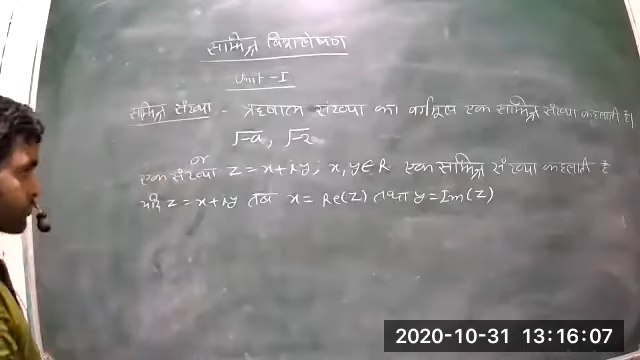 सम्मिश्र विश्लेषण
Unit-I
सम्मिश्र संख्या - ऋणात्मक संख्या का वर्गमूल एक सम्मिश्र संख्या कहलाती है।
√-a, √-2
or
एक संख्या z = x+iy; x, y ∈ R एक सम्मिश्र संख्या कहलाती है
यदि z = x+iy तब x = Re(z) तथा y = Im(z)
2020-10-31 13:16:07